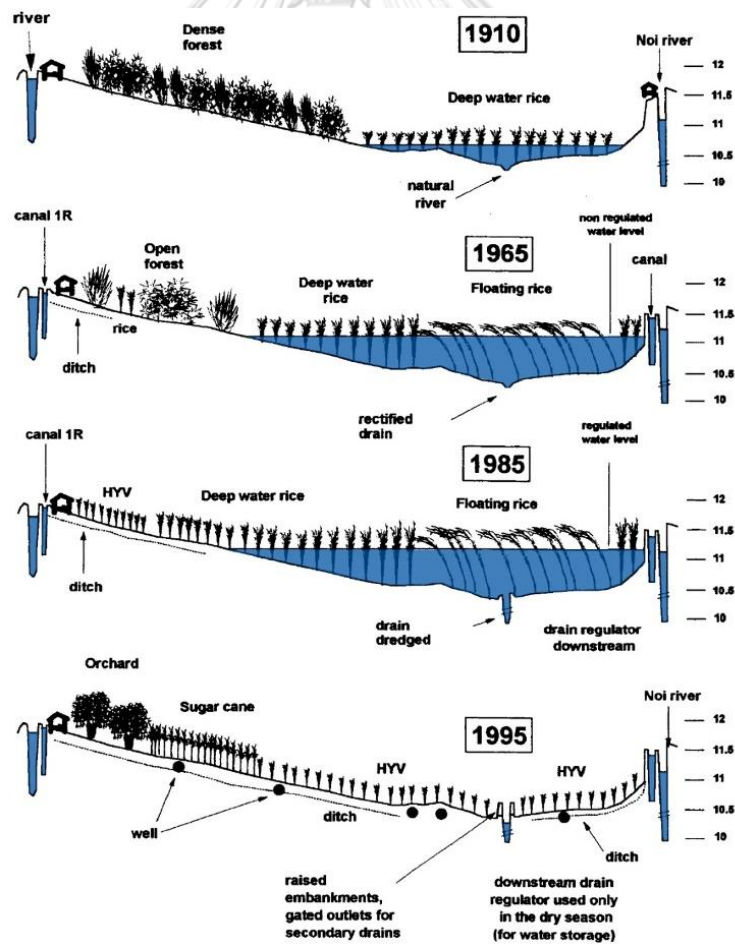 river
Dense
forest
1910
Noi river
Deep water rice
natural
river
12
11.5
11
10.5
10
canal 1R
Open
forest
1965
non regulated
water level
canal
Deep water
rice
Floating rice
rice
ditch
rectified
drain
12
11.5
11
10.5
10
canal 1R
1985
regulated
water level
HYV
Deep water rice
Floating rice
ditch
drain
dredged
drain regulator
downstream
12
11.5
11
10.5
10
Orchard
Sugar cane
1995
Noi river
HYV
HYV
well
ditch
ditch
12
11.5
11
10.5
10
raised
embankments,
gated outlets for
secondary drains
downstream drain
regulator used only
in the dry season
(for water storage)